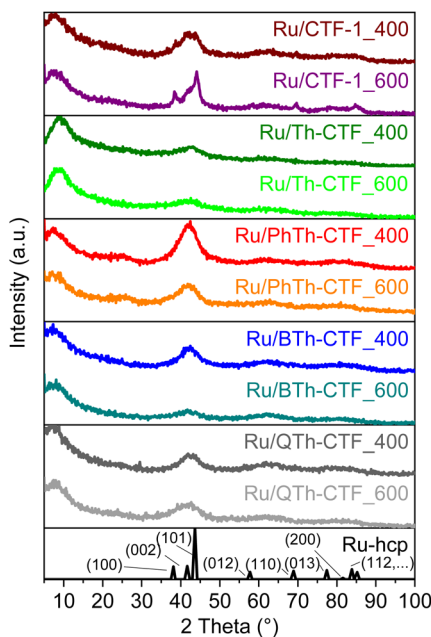 Ru/CTF-1_400
Ru/CTF-1_600
Ru/Th-CTF_400
Ru/Th-CTF_600
Ru/PhTh-CTF_400
Ru/PhTh-CTF_600
Ru/BTh-CTF_400
Ru/BTh-CTF_600
Ru/QTh-CTF_400
Ru/QTh-CTF_600
Ru-hcp
(101)
(002)
(200)
(100)
(012)
(110)
(013)
(112,...)
10 20 30 40 50 60 70 80 90 100
2 Theta (°)
Intensity (a.u.)